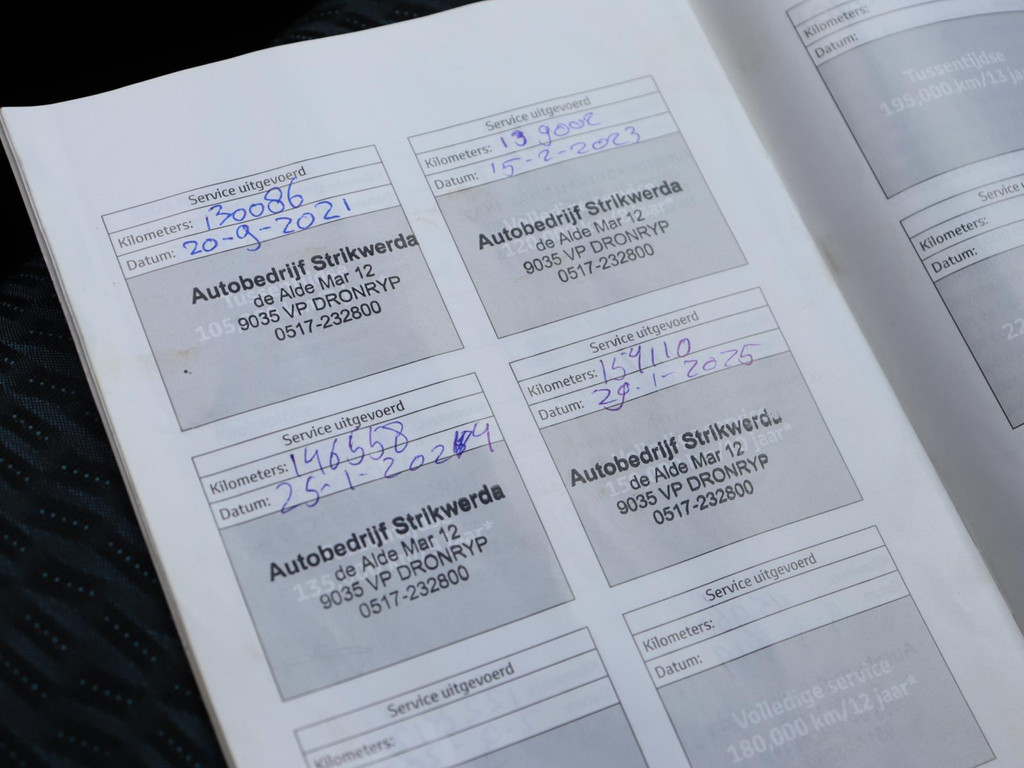 Service uitgevoerd
Kilometers: 130086
Datum: 20-9-2021
Autobedrijf Strikwerda
de Alde Mar 12
9035 VP DRONRYP
0517-232800
Service uitgevoerd
Kilometers: 139002
Datum: 15-2-2023
Autobedrijf Strikwerda
de Alde Mar 12
9035 VP DRONRYP
0517-232800
Service uitgevoerd
Kilometers: 146558
Datum: 25-1-2024
Autobedrijf Strikwerda
de Alde Mar 12
9035 VP DRONRYP
0517-232800
Service uitgevoerd
Kilometers: 154110
Datum: 29-1-2025
Autobedrijf Strikwerda
de Alde Mar 12
9035 VP DRONRYP
0517-232800
Service uitgevoerd
Kilometers:
Service uitgevoerd
Kilometers:
Datum:
Volledige service
180,000 km/12 jaar*
Kilometers:
Datum:
Tussentijdse
195,000 km/13
Service
Kilometers:
Datum: